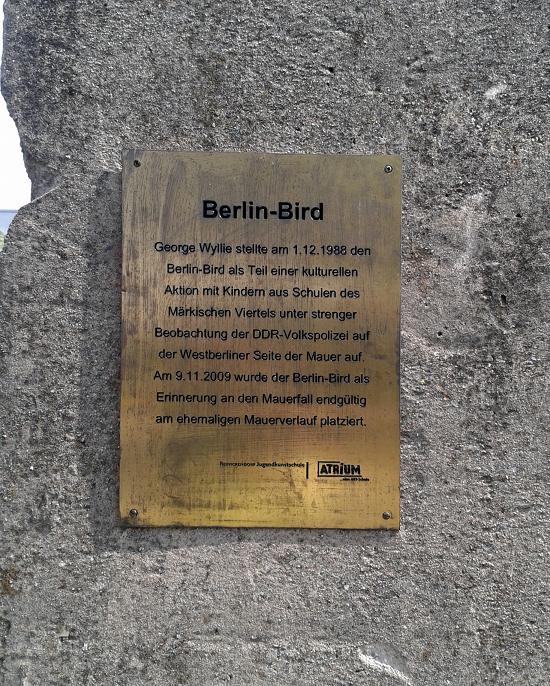 Berlin-Bird
George Wyllie stellte am 1.12.1988 den
Berlin-Bird als Teil einer kulturellen
Aktion mit Kindern aus Schulen des
Märkischen Viertels unter strenger
Beobachtung der DDR-Volkspolizei auf
der Westberliner Seite der Mauer auf.
Am 9.11.2009 wurde der Berlin-Bird als
Erinnerung an den Mauerfall endgültig
am ehemaligen Mauerverlauf platziert.
Jugendkunstschule
ATRIUM